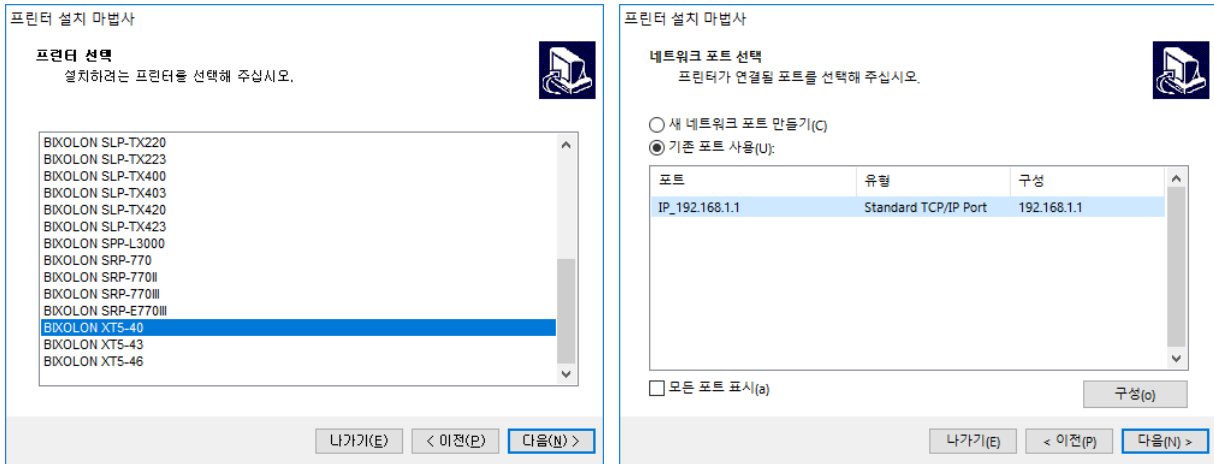 프린터 설치 마법사
프린터 선택
설치하려는 프린터를 선택해 주십시오.
BIXOLON SLP-TX220
BIXOLON SLP-TX223
BIXOLON SLP-TX400
BIXOLON SLP-TX403
BIXOLON SLP-TX420
BIXOLON SLP-TX423
BIXOLON SPP-L3000
BIXOLON SRP-770
BIXOLON SRP-770II
BIXOLON SRP-770III
BIXOLON SRP-E770III
BIXOLON XT5-40
BIXOLON XT5-43
BIXOLON XT5-46
나가기(E) < 이전(P) 다음(N) >
프린터 설치 마법사
네트워크 포트 선택
프린터가 연결될 포트를 선택해 주십시오.
새 네트워크 포트 만들기(C)
기존 포트 사용(U):
포트 유형 구성
IP_192.168.1.1 Standard TCP/IP Port 192.168.1.1
모든 포트 표시(a)
구성(o)
나가기(E) < 이전(P) 다음(N) >